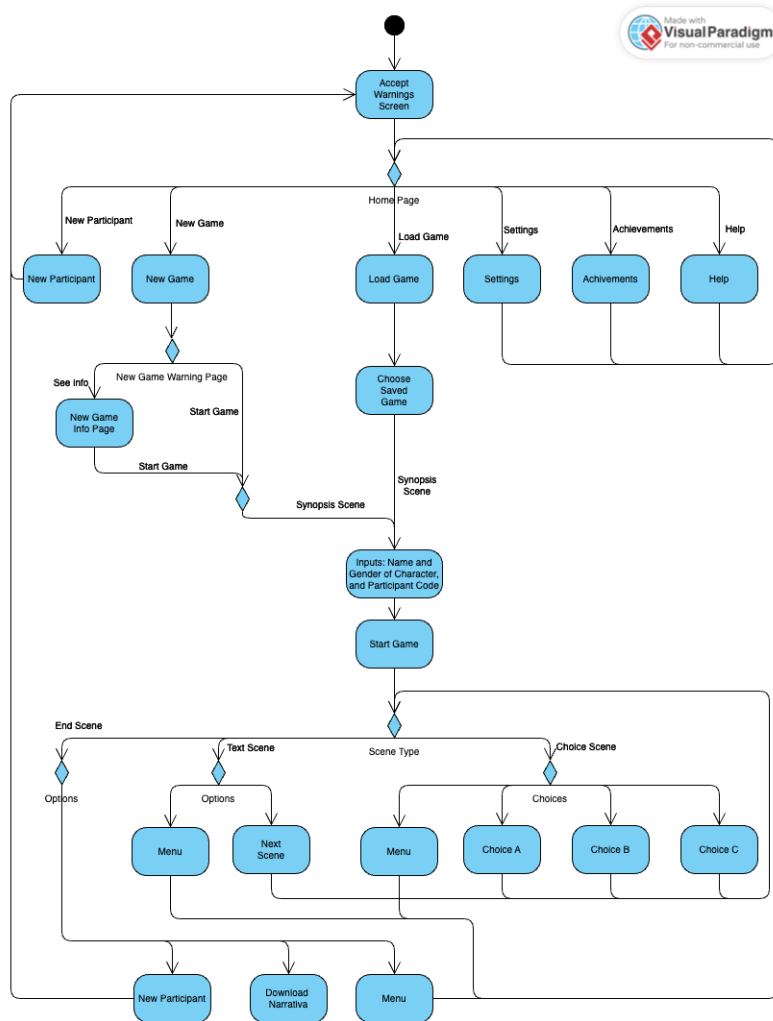 Made with
Visual Paradigm
For non-commercial use
Accept
Warnings
Screen
Home Page
New Participant
New Game
Load Game
Settings
Achievements
Help
New Participant
New Game
Load Game
Settings
Achivements
Help
New Game Warning Page
See info
Start Game
New Game
Info Page
Choose
Saved
Game
Start Game
Synopsis
Scene
Synopsis Scene
Inputs: Name and
Gender of Character,
and Participant Code
Start Game
End Scene
Text Scene
Scene Type
Choice Scene
Options
Options
Choices
Menu
Next
Scene
Menu
Choice A
Choice B
Choice C
New Participant
Download
Narrativa
Menu